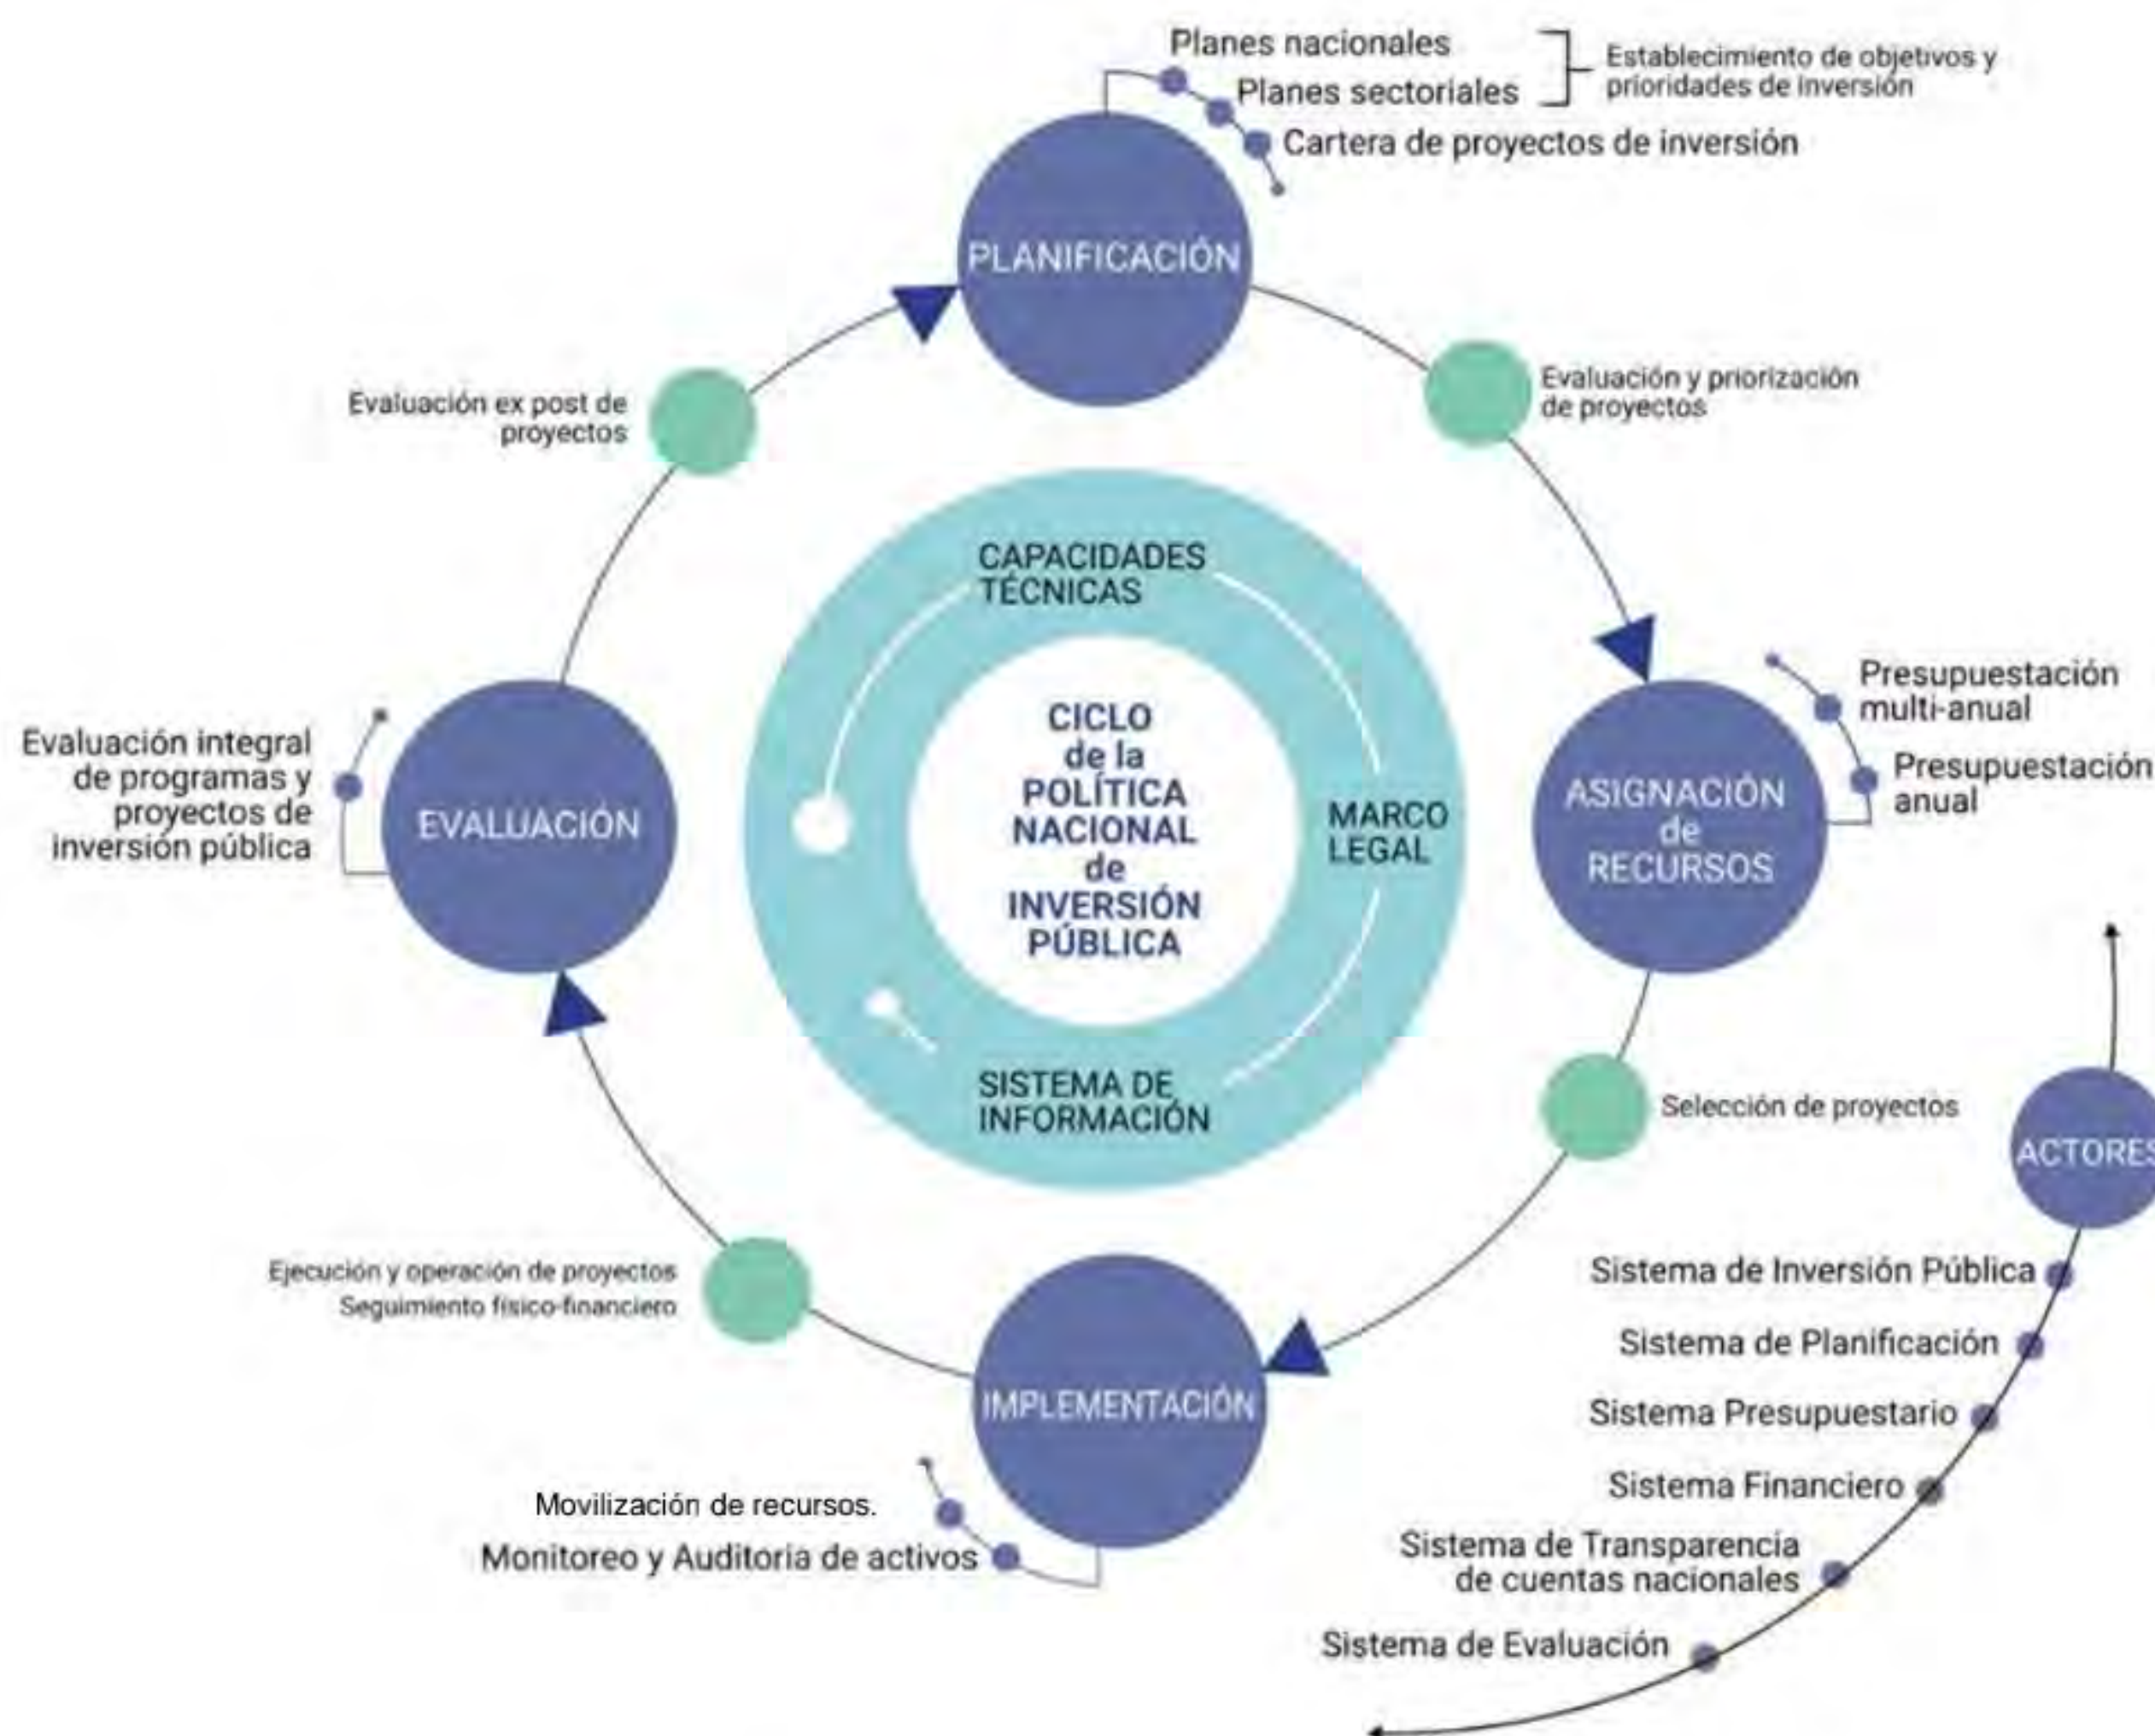 Planes nacionales
Planes sectoriales
Establecimiento de objetivos y
prioridades de inversión
Cartera de proyectos de inversión
PLANIFICACIÓN
Evaluación y priorización
de proyectos
Evaluación ex post de
proyectos
CAPACIDADES
TÉCNICAS
CICLO
de la
POLÍTICA
NACIONAL
de
INVERSIÓN
PÚBLICA
MARCO
LEGAL
SISTEMA DE
INFORMACIÓN
Presupuestación
multi-anual
Presupuestación
anual
ASIGNACIÓN
de
RECURSOS
Evaluación integral
de programas y
proyectos de
inversión pública
EVALUACIÓN
Selección de proyectos
ACTORES
Ejecución y operación de proyectos
Seguimiento físico-financiero
IMPLEMENTACIÓN
Movilización de recursos.
Monitoreo y Auditoria de activos
Sistema de Inversión Pública
Sistema de Planificación
Sistema Presupuestario
Sistema Financiero
Sistema de Transparencia
de cuentas nacionales
Sistema de Evaluación